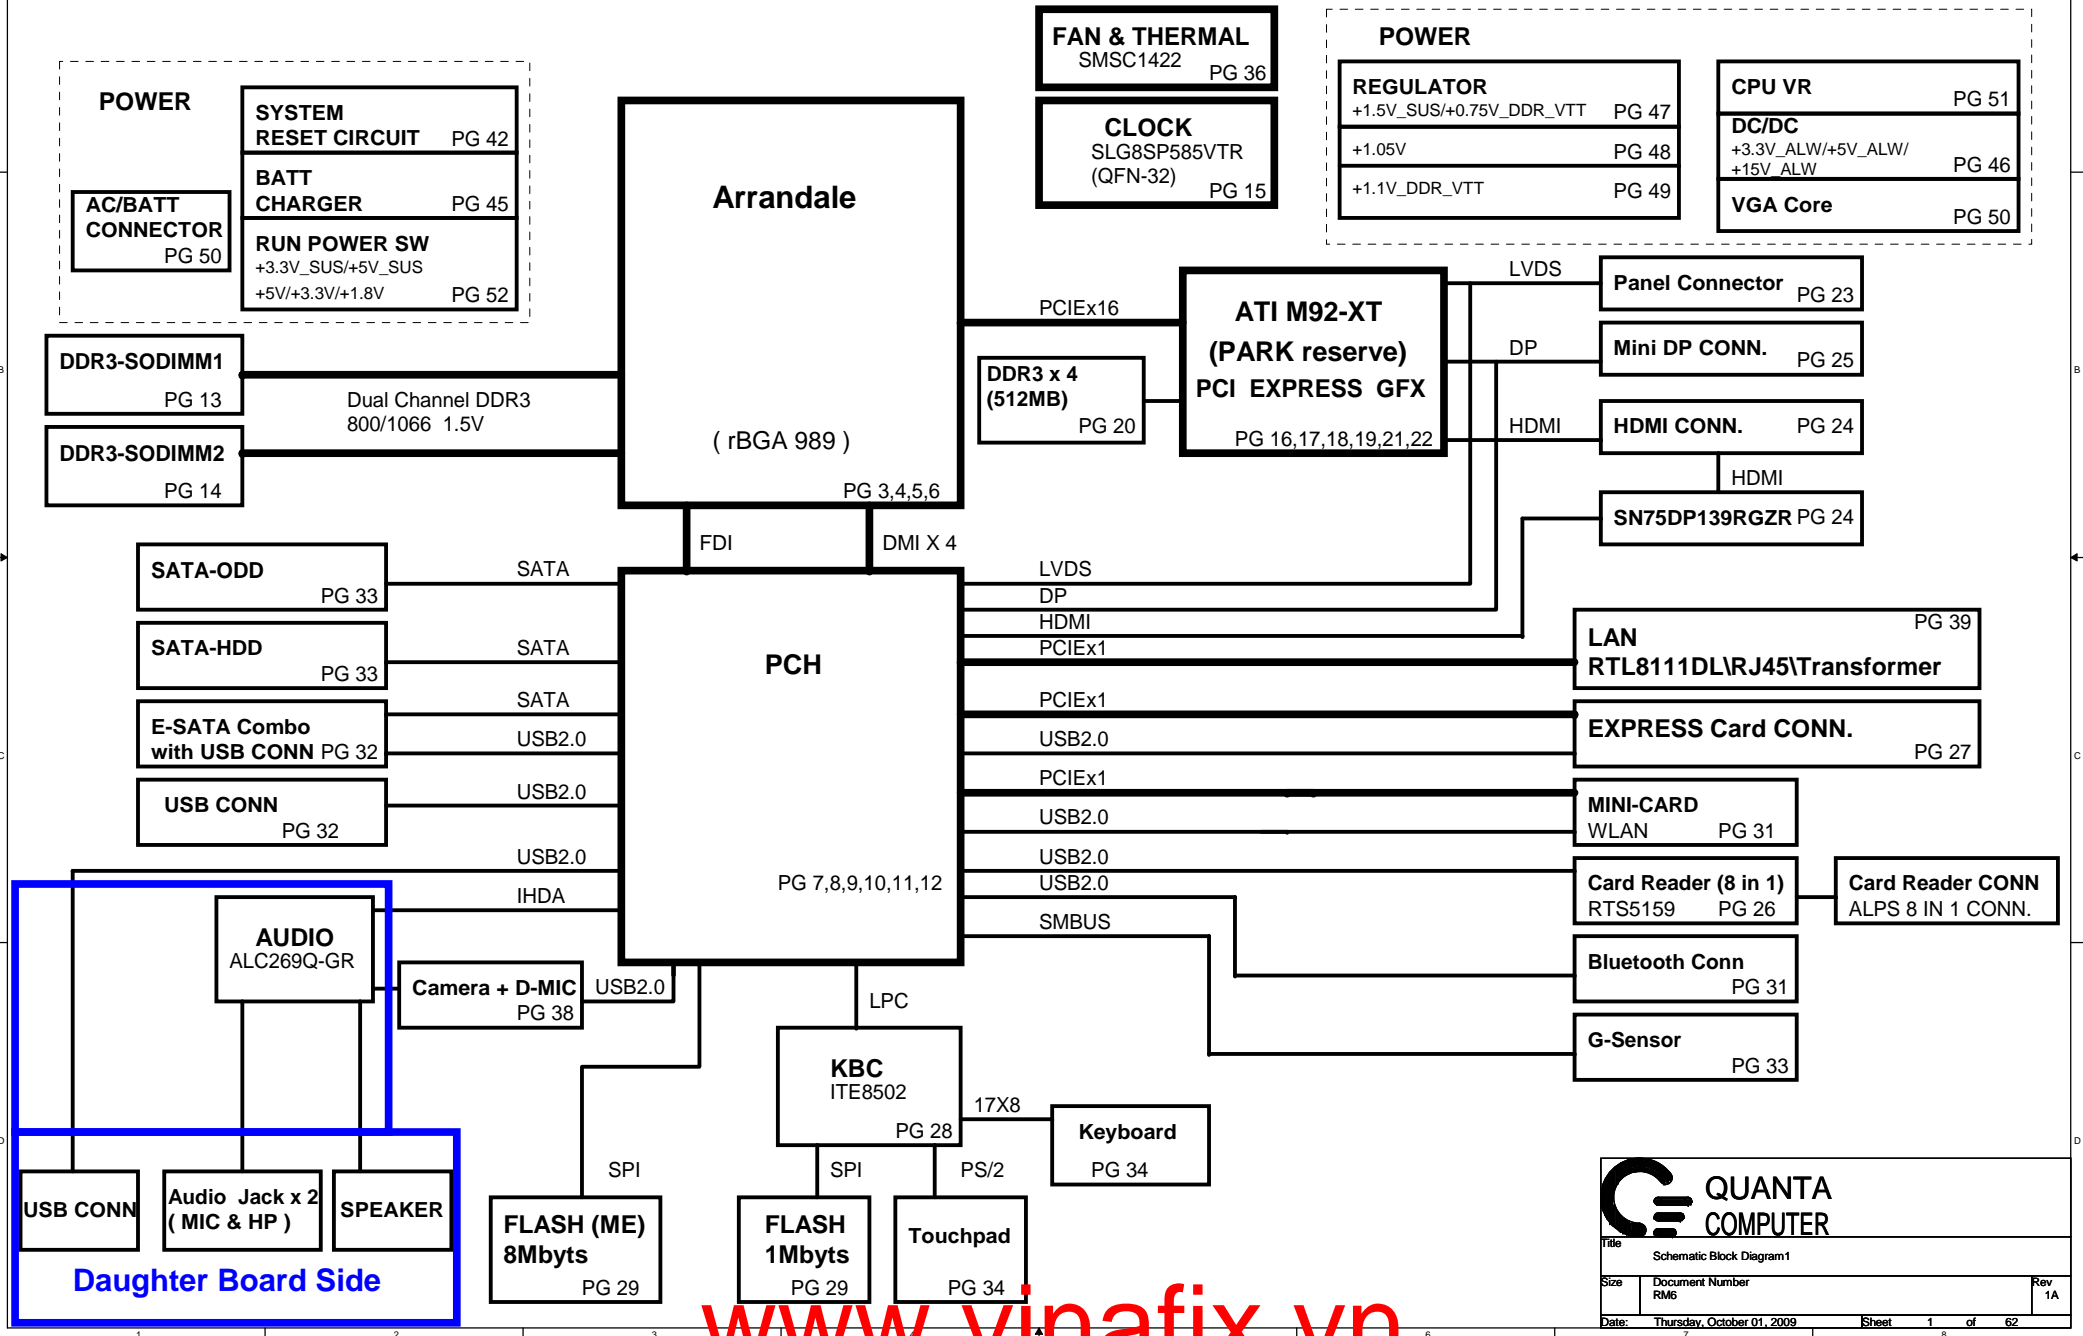 POWER
SYSTEM
RESET CIRCUIT PG 42
BATT
CHARGER PG 45
RUN POWER SW
+3.3V_SUS/+5V_SUS
+5V/+3.3V/+1.8V PG 52
AC/BATT
CONNECTOR
PG 50
DDR3-SODIMM1
PG 13
DDR3-SODIMM2
PG 14
Dual Channel DDR3
800/1066 1.5V
Arrandale
( rBGA 989 )
PG 3,4,5,6
FAN & THERMAL
SMSC1422
PG 36
CLOCK
SLG8SP585VTR
(QFN-32)
PG 15
POWER
REGULATOR
+1.5V_SUS/+0.75V_DDR_VTT PG 47
+1.05V PG 48
+1.1V_DDR_VTT PG 49
CPU VR
PG 51
DC/DC
+3.3V_ALW/+5V_ALW/
+15V_ALW PG 46
VGA Core
PG 50
PCIEx16
DDR3 x 4
(512MB)
PG 20
ATI M92-XT
(PARK reserve)
PCI EXPRESS GFX
PG 16,17,18,19,21,22
LVDS
Panel Connector
PG 23
DP
Mini DP CONN.
PG 25
HDMI
HDMI CONN. PG 24
HDMI
SN75DP139RGZR PG 24
FDI
DMI X 4
SATA-ODD
PG 33
SATA
SATA-HDD
PG 33
SATA
E-SATA Combo
with USB CONN PG 32
SATA
USB2.0
USB CONN
PG 32
USB2.0
USB2.0
IHDA
PCH
PG 7,8,9,10,11,12
LVDS
DP
HDMI
PCIEx1
PG 39
LAN
RTL8111DL\RJ45\Transformer
PCIEx1
USB2.0
EXPRESS Card CONN.
PG 27
PCIEx1
USB2.0
MINI-CARD
WLAN PG 31
USB2.0
Card Reader (8 in 1)
RTS5159 PG 26
Card Reader CONN
ALPS 8 IN 1 CONN.
USB2.0
Bluetooth Conn
PG 31
SMBUS
G-Sensor
PG 33
AUDIO
ALC269Q-GR
Camera + D-MIC
PG 38
USB2.0
LPC
KBC
ITE8502
PG 28
17X8
Keyboard
PG 34
SPI
SPI
PS/2
USB CONN
Audio Jack x 2
( MIC & HP )
SPEAKER
Daughter Board Side
FLASH (ME)
8Mbyts
PG 29
FLASH
1Mbyts
PG 29
Touchpad
PG 34
www.vinafix.vn
QUANTA
COMPUTER
Title
Schematic Block Diagram1
Size Document Number Rev
RM6 1A
Date: Thursday, October 01, 2009 Sheet 1 of 62
B
B
C
C
D
D
1 2 3 6 7 8